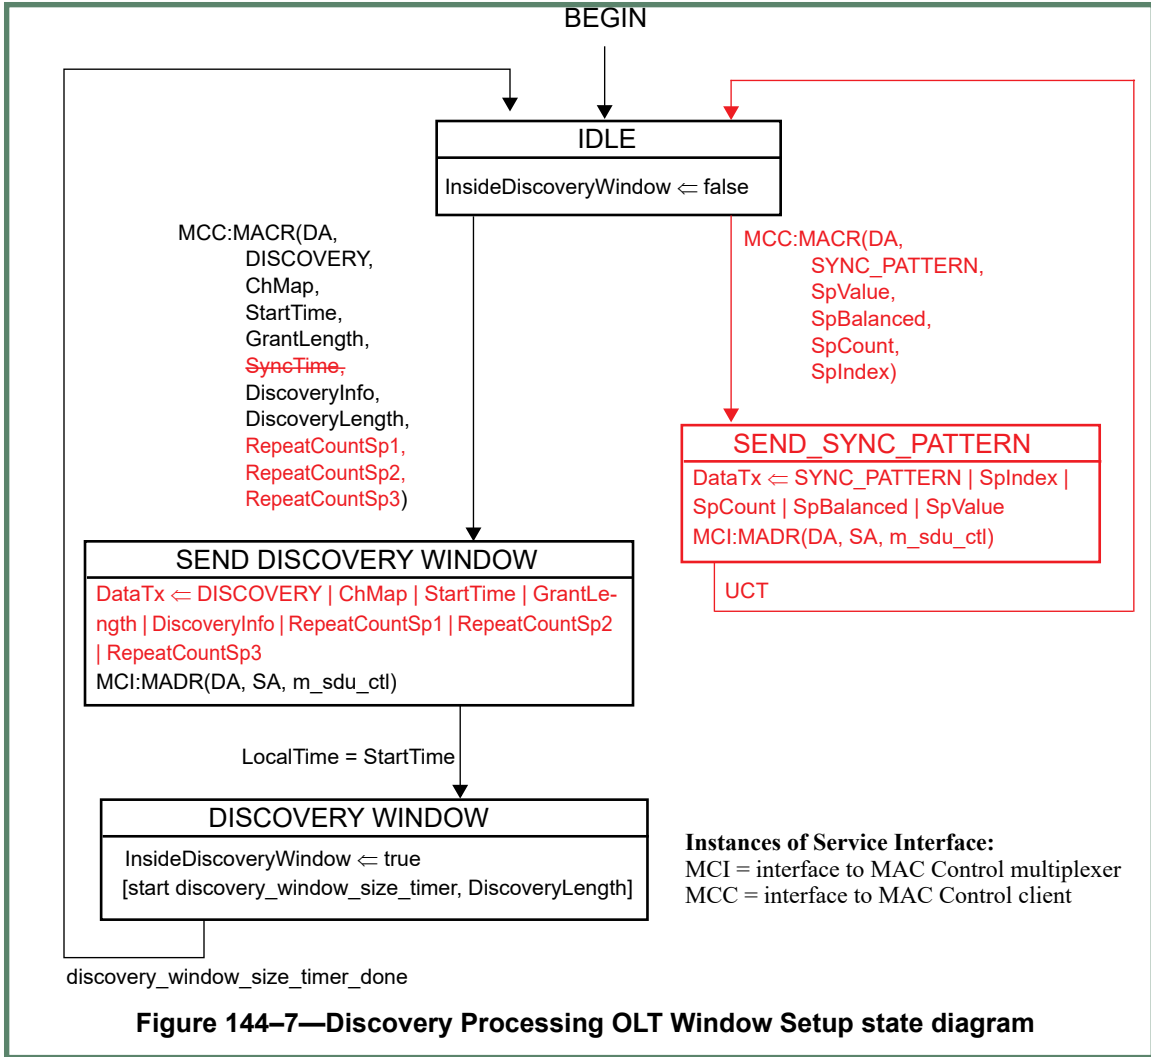 BEGIN
IDLE
InsideDiscoveryWindow ⇐ false
MCC:MACR(DA,
DISCOVERY,
ChMap,
StartTime,
GrantLength,
SyncTime,
DiscoveryInfo,
DiscoveryLength,
RepeatCountSp1,
RepeatCountSp2,
RepeatCountSp3)
MCC:MACR(DA,
SYNC_PATTERN,
SpValue,
SpBalanced,
SpCount,
SpIndex)
SEND_SYNC_PATTERN
DataTx ⇐ SYNC_PATTERN | SpIndex |
SpCount | SpBalanced | SpValue
MCI:MADR(DA, SA, m_sdu_ctl)
UCT
SEND DISCOVERY WINDOW
DataTx ⇐ DISCOVERY | ChMap | StartTime | GrantLe-
ngth | DiscoveryInfo | RepeatCountSp1 | RepeatCountSp2
| RepeatCountSp3
MCI:MADR(DA, SA, m_sdu_ctl)
LocalTime = StartTime
DISCOVERY WINDOW
InsideDiscoveryWindow ⇐ true
[start discovery_window_size_timer, DiscoveryLength]
discovery_window_size_timer_done
Instances of Service Interface:
MCI = interface to MAC Control multiplexer
MCC = interface to MAC Control client
Figure 144–7—Discovery Processing OLT Window Setup state diagram